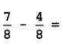 7/8 - 4/8 =